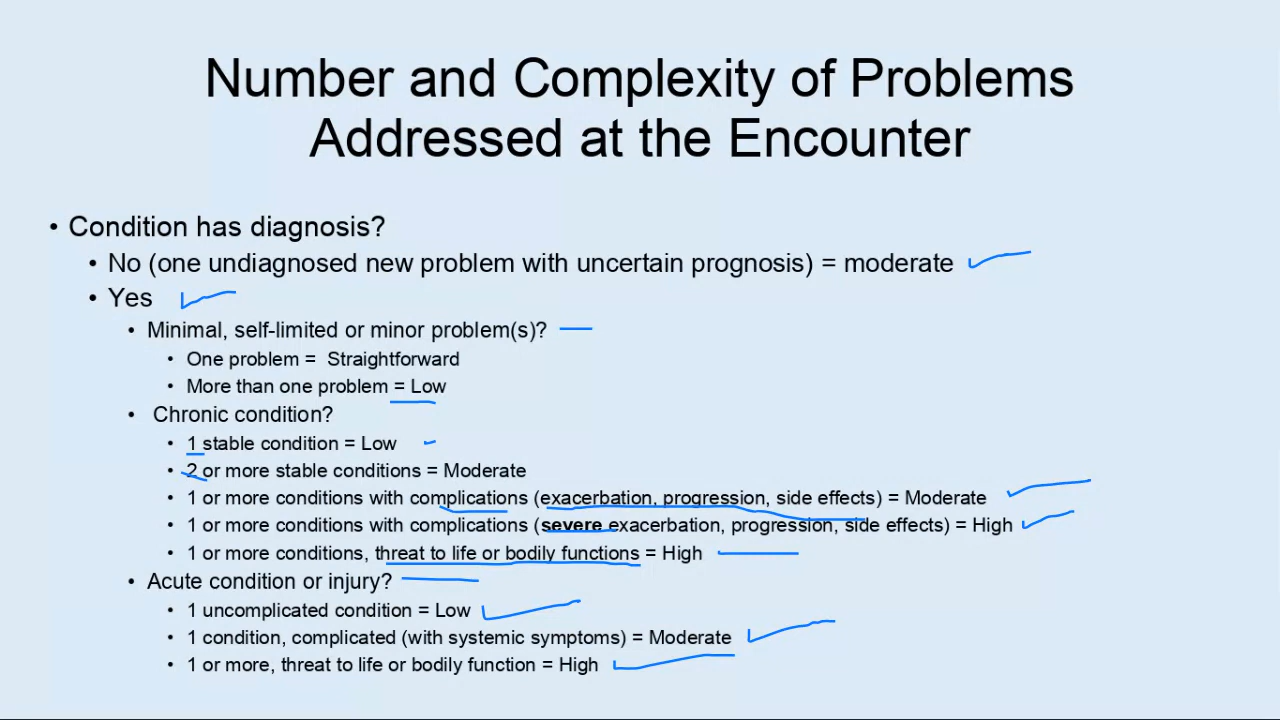 Number and Complexity of Problems
Addressed at the Encounter
• Condition has diagnosis?
• No (one undiagnosed new problem with uncertain prognosis) = moderate
• Yes
• Minimal, self-limited or minor problem(s)?
• One problem = Straightforward
• More than one problem = Low
• Chronic condition?
• 1 stable condition = Low
• 2 or more stable conditions = Moderate
• 1 or more conditions with complications (exacerbation, progression, side effects) = Moderate
• 1 or more conditions with complications (severe exacerbation, progression, side effects) = High
• 1 or more conditions, threat to life or bodily functions = High
• Acute condition or injury?
• 1 uncomplicated condition = Low
• 1 condition, complicated (with systemic symptoms) = Moderate
• 1 or more, threat to life or bodily function = High